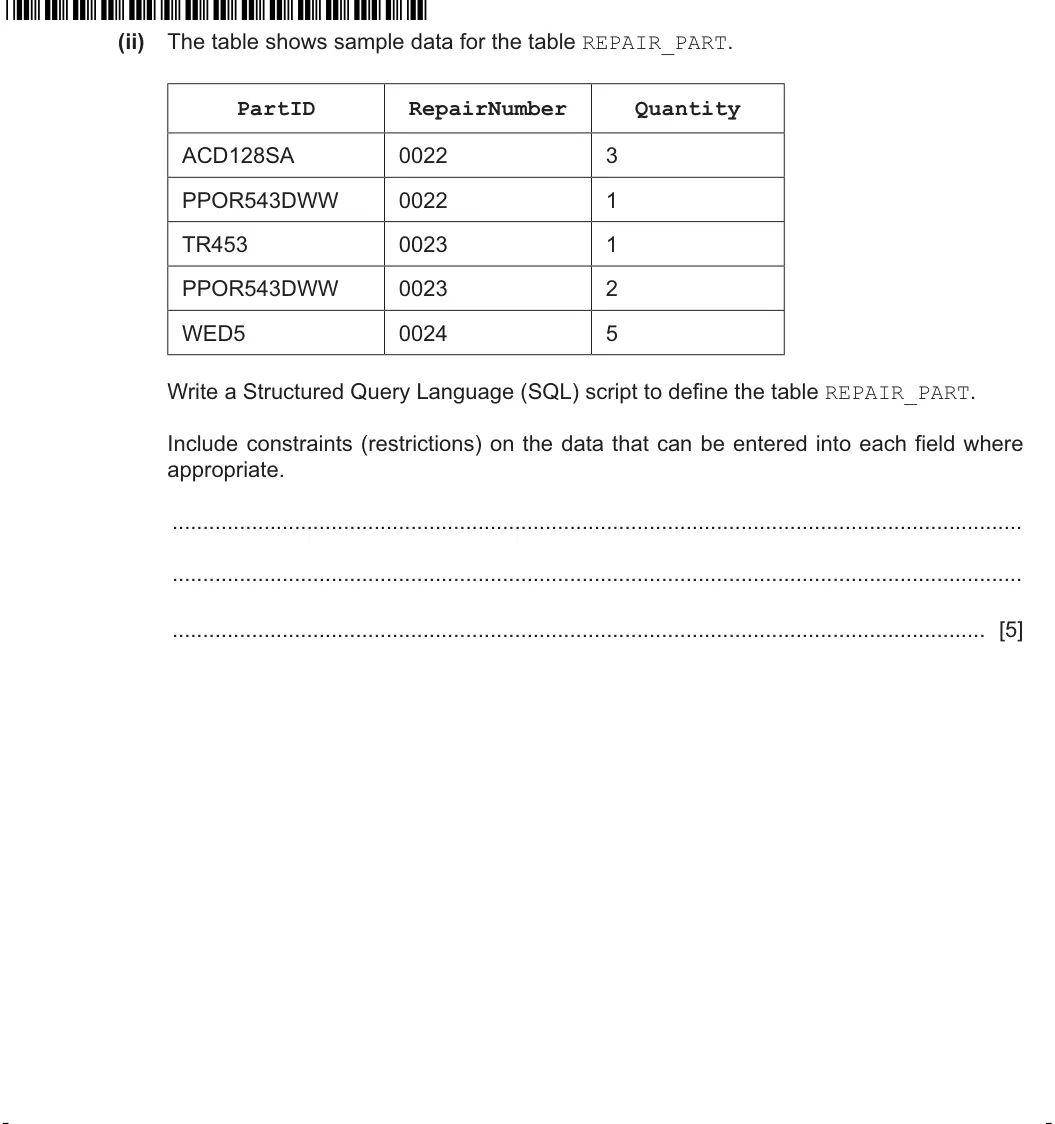 (ii) The table shows sample data for the table REPAIR_PART.
PartID RepairNumber Quantity
ACD128SA 0022 3
PPOR543DWW 0022 1
TR453 0023 1
PPOR543DWW 0023 2
WED5 0024 5
Write a Structured Query Language (SQL) script to define the table REPAIR_PART.
Include constraints (restrictions) on the data that can be entered into each field where
appropriate.
[5]